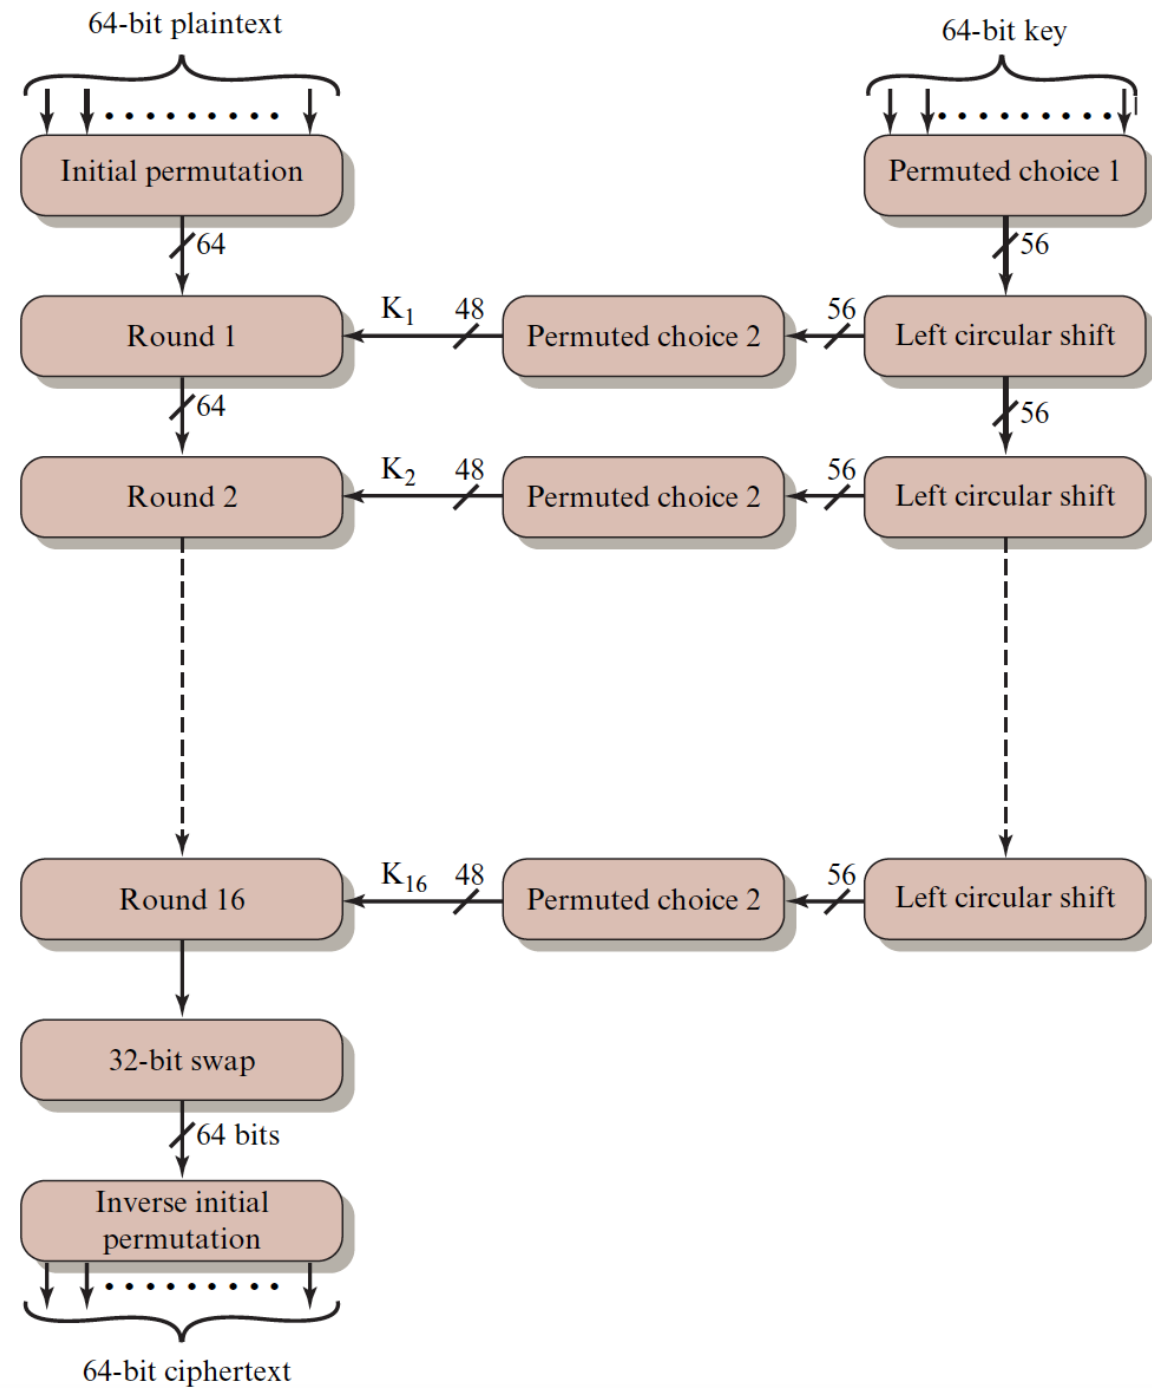 64-bit plaintext
64-bit key
Initial permutation
Permuted choice 1
64
56
K1
48
56
Round 1
Permuted choice 2
Left circular shift
64
56
K2
48
56
Round 2
Permuted choice 2
Left circular shift
K16
48
56
Round 16
Permuted choice 2
Left circular shift
32-bit swap
64 bits
Inverse initial
permutation
64-bit ciphertext